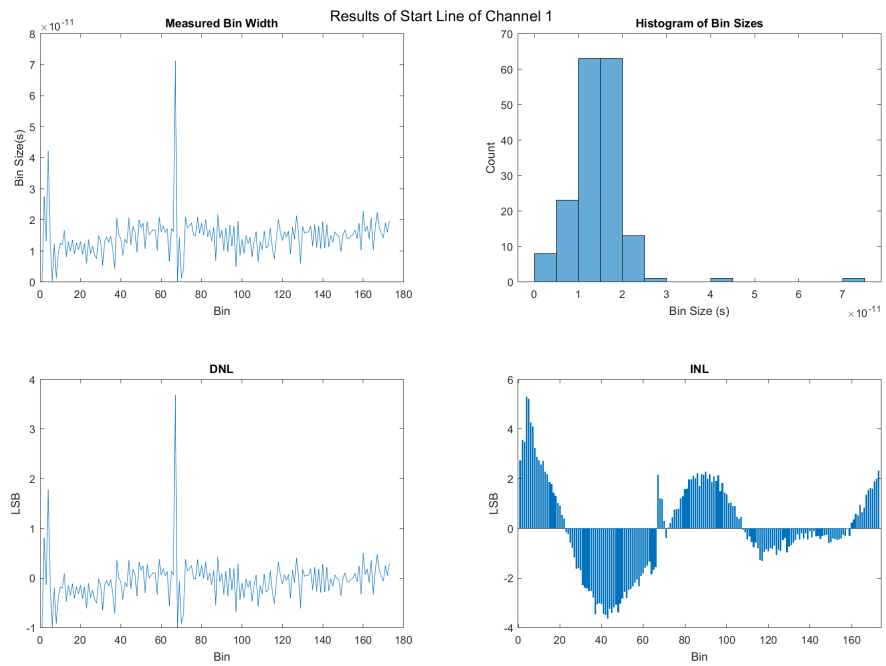 Results of Start Line of Channel 1
Measured Bin Width
×10-11
8
7
6
5
4
3
2
1
0
Bin Size(s)
0 20 40 60 80 100 120 140 160 180
Bin
Histogram of Bin Sizes
70
60
50
40
30
20
10
0
Count
0 1 2 3 4 5 6 7
Bin Size (s)
×10-11
DNL
4
3
2
1
0
-1
LSB
0 20 40 60 80 100 120 140 160 180
Bin
INL
6
4
2
0
-2
-4
LSB
0 20 40 60 80 100 120 140 160
Bin